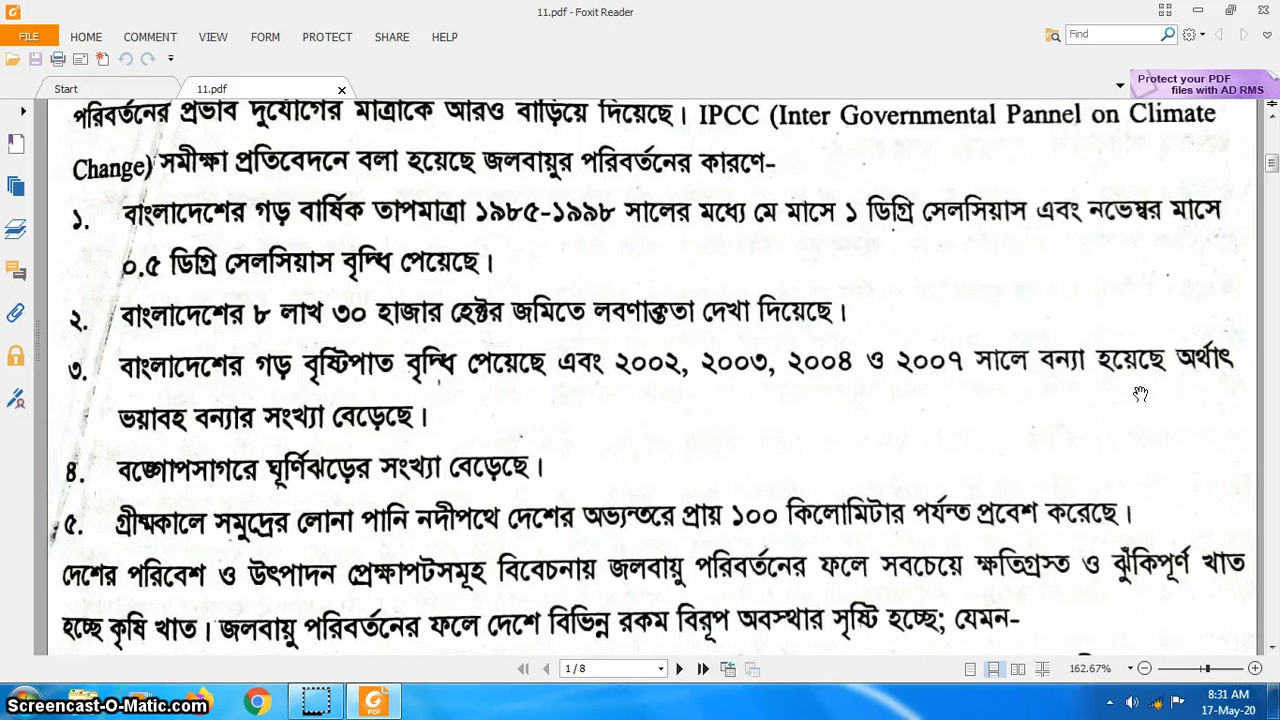 11.pdf - Foxit Reader
FILE HOME COMMENT VIEW FORM PROTECT SHARE HELP
Find
Start
11.pdf
Protect your PDF
files with AD RMS
পরিবর্তনের প্রভাব দুর্যোগের মাত্রাকে আরও বাড়িয়ে দিয়েছে। IPCC (Inter Governmental Pannel on Climate
Change) সমীক্ষা প্রতিবেদনে বলা হয়েছে জলবায়ুর পরিবর্তনের কারণে-
১. বাংলাদেশের গড় বার্ষিক তাপমাত্রা ১৯৮৫-১৯৯৮ সালের মধ্যে মে মাসে ১ ডিগ্রি সেলসিয়াস এবং নভেম্বর মাসে
০.৫ ডিগ্রি সেলসিয়াস বৃদ্ধি পেয়েছে।
২. বাংলাদেশের ৮ লাখ ৩০ হাজার হেক্টর জমিতে লবণাক্ততা দেখা দিয়েছে।
৩. বাংলাদেশের গড় বৃষ্টিপাত বৃদ্ধি পেয়েছে এবং ২০০২, ২০০৩, ২০০৪ ও ২০০৭ সালে বন্যা হয়েছে অর্থাৎ
ভয়াবহ বন্যার সংখ্যা বেড়েছে।
৪. বঙ্গোপসাগরে ঘূর্ণিঝড়ের সংখ্যা বেড়েছে।
৫. গ্রীষ্মকালে সমুদ্রের লোনা পানি নদীপথে দেশের অভ্যন্তরে প্রায় ১০০ কিলোমিটার পর্যন্ত প্রবেশ করেছে।
দেশের পরিবেশ ও উৎপাদন প্রেক্ষাপটসমূহ বিবেচনায় জলবায়ু পরিবর্তনের ফলে সবচেয়ে ক্ষতিগ্রস্ত ও ঝুঁকিপূর্ণ খাত
হচ্ছে কৃষি খাত। জলবায়ু পরিবর্তনের ফলে দেশে বিভিন্ন রকম বিরূপ অবস্থার সৃষ্টি হচ্ছে; যেমন-
1 / 8
162.67%
8:31 AM
17-May-20
Screencast-O-Matic.com